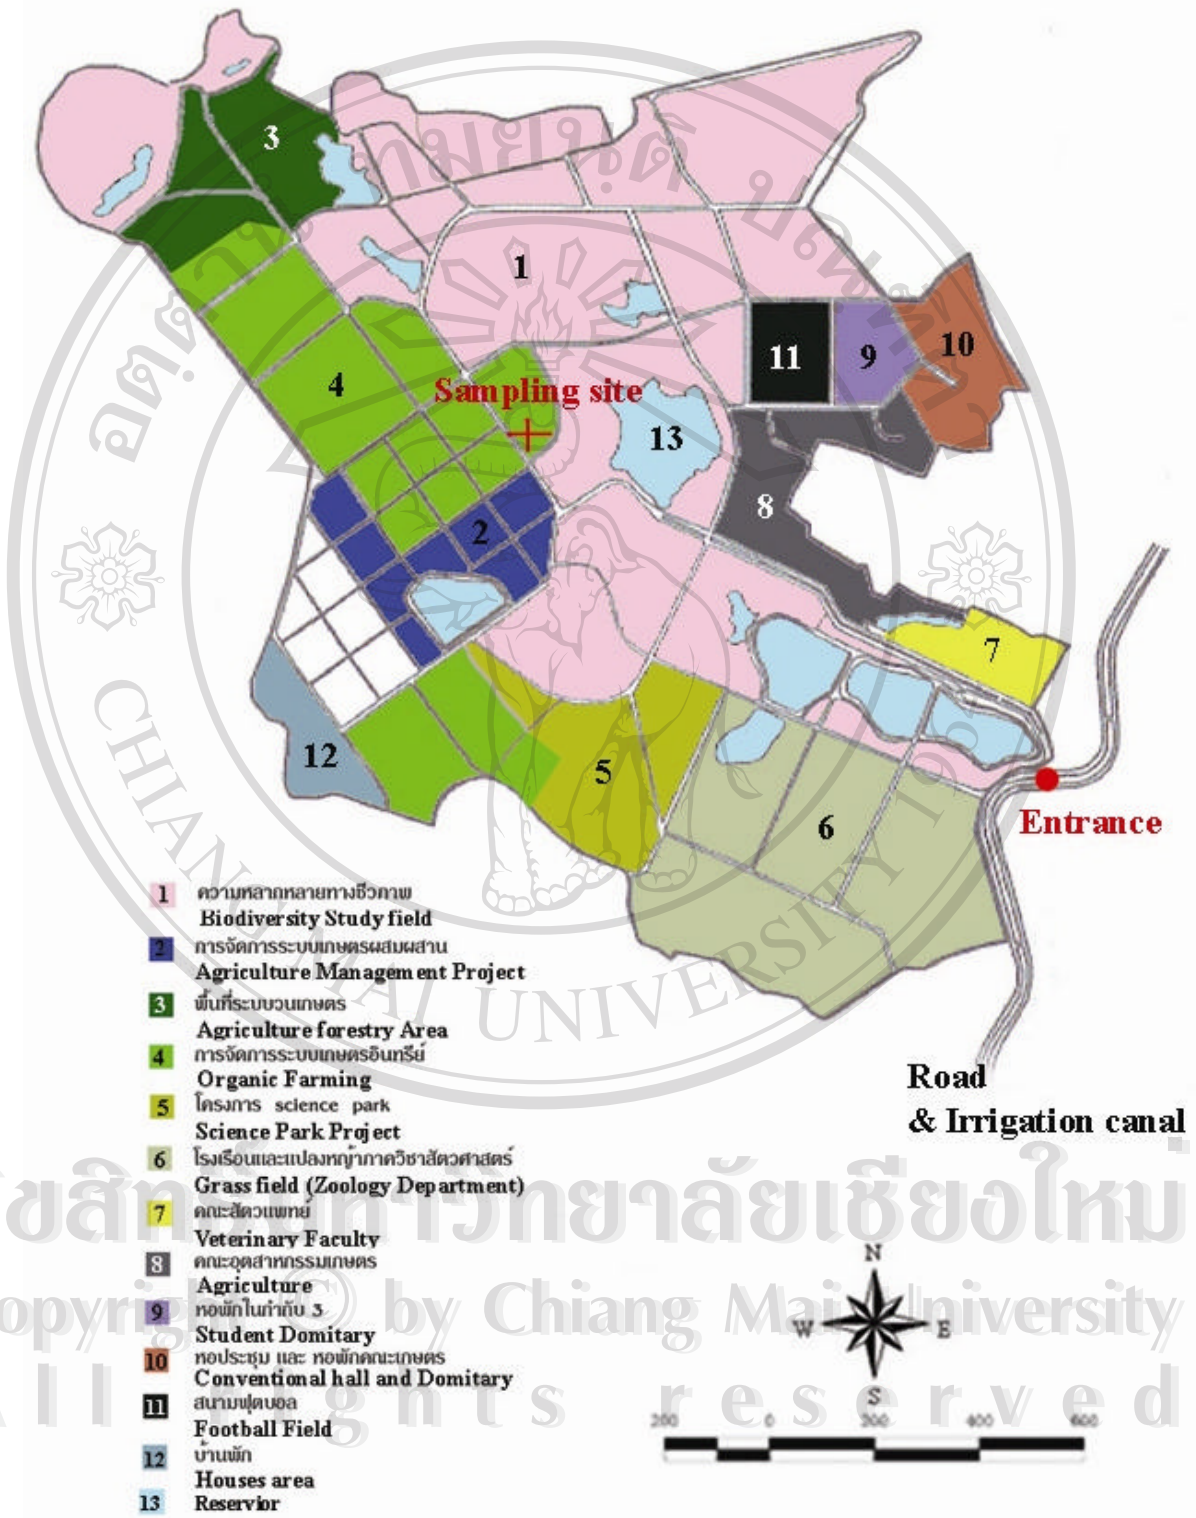 3
1
11
9
10
4
Sampling site
13
8
2
7
12
5
6
Entrance
Road
& Irrigation canal
1 ความหลากหลายทางชีวภาพ
Biodiversity Study field
2 การจัดการระบบเกษตรผสมผสาน
Agriculture Management Project
3 พื้นที่ระบบวนเกษตร
Agriculture forestry Area
4 การจัดการระบบเกษตรอินทรีย์
Organic Farming
5 โครงการ science park
Science Park Project
6 โรงเรือนและแปลงหญ้าภาควิชาสัตวศาสตร์
Grass field (Zoology Department)
7 คณะสัตวแพทย์
Veterinary Faculty
8 คณะอุตสาหกรรมเกษตร
Agriculture
9 หอพักในกำกับ 3
Student Domitary
10 หอประชุม และ หอพักคณะเกษตร
Conventional hall and Domitary
11 สนามฟุตบอล
Football Field
12 บ้านพัก
Houses area
13 Reservior
N
W E
S
200 0 200 400 600
CHIANG MAI UNIVERSITY 1964
ขสิทธิ์มหาวิทยาลัยเชียงใหม่
opyright © by Chiang Mai University
ll rights reserved